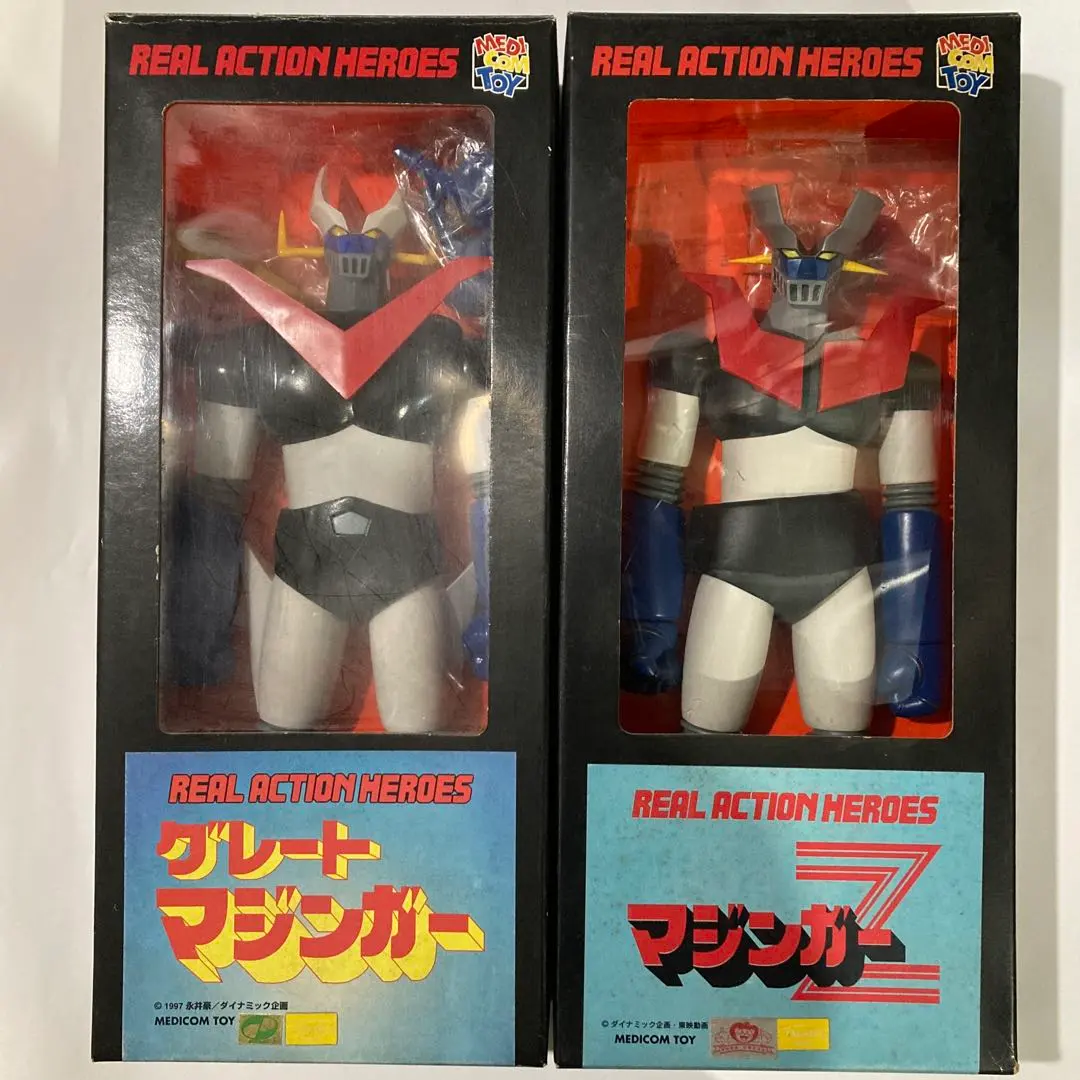 REAL ACTION HEROES
MEDI
COM
TOY
REAL ACTION HEROES
グレート
マジンガー
© 1997 永井豪／ダイナミック企画
MEDICOM TOY
REAL ACTION HEROES
MEDI
COM
TOY
REAL ACTION HEROES
マジンガー Z
© ダイナミック企画・東映動画
MEDICOM TOY